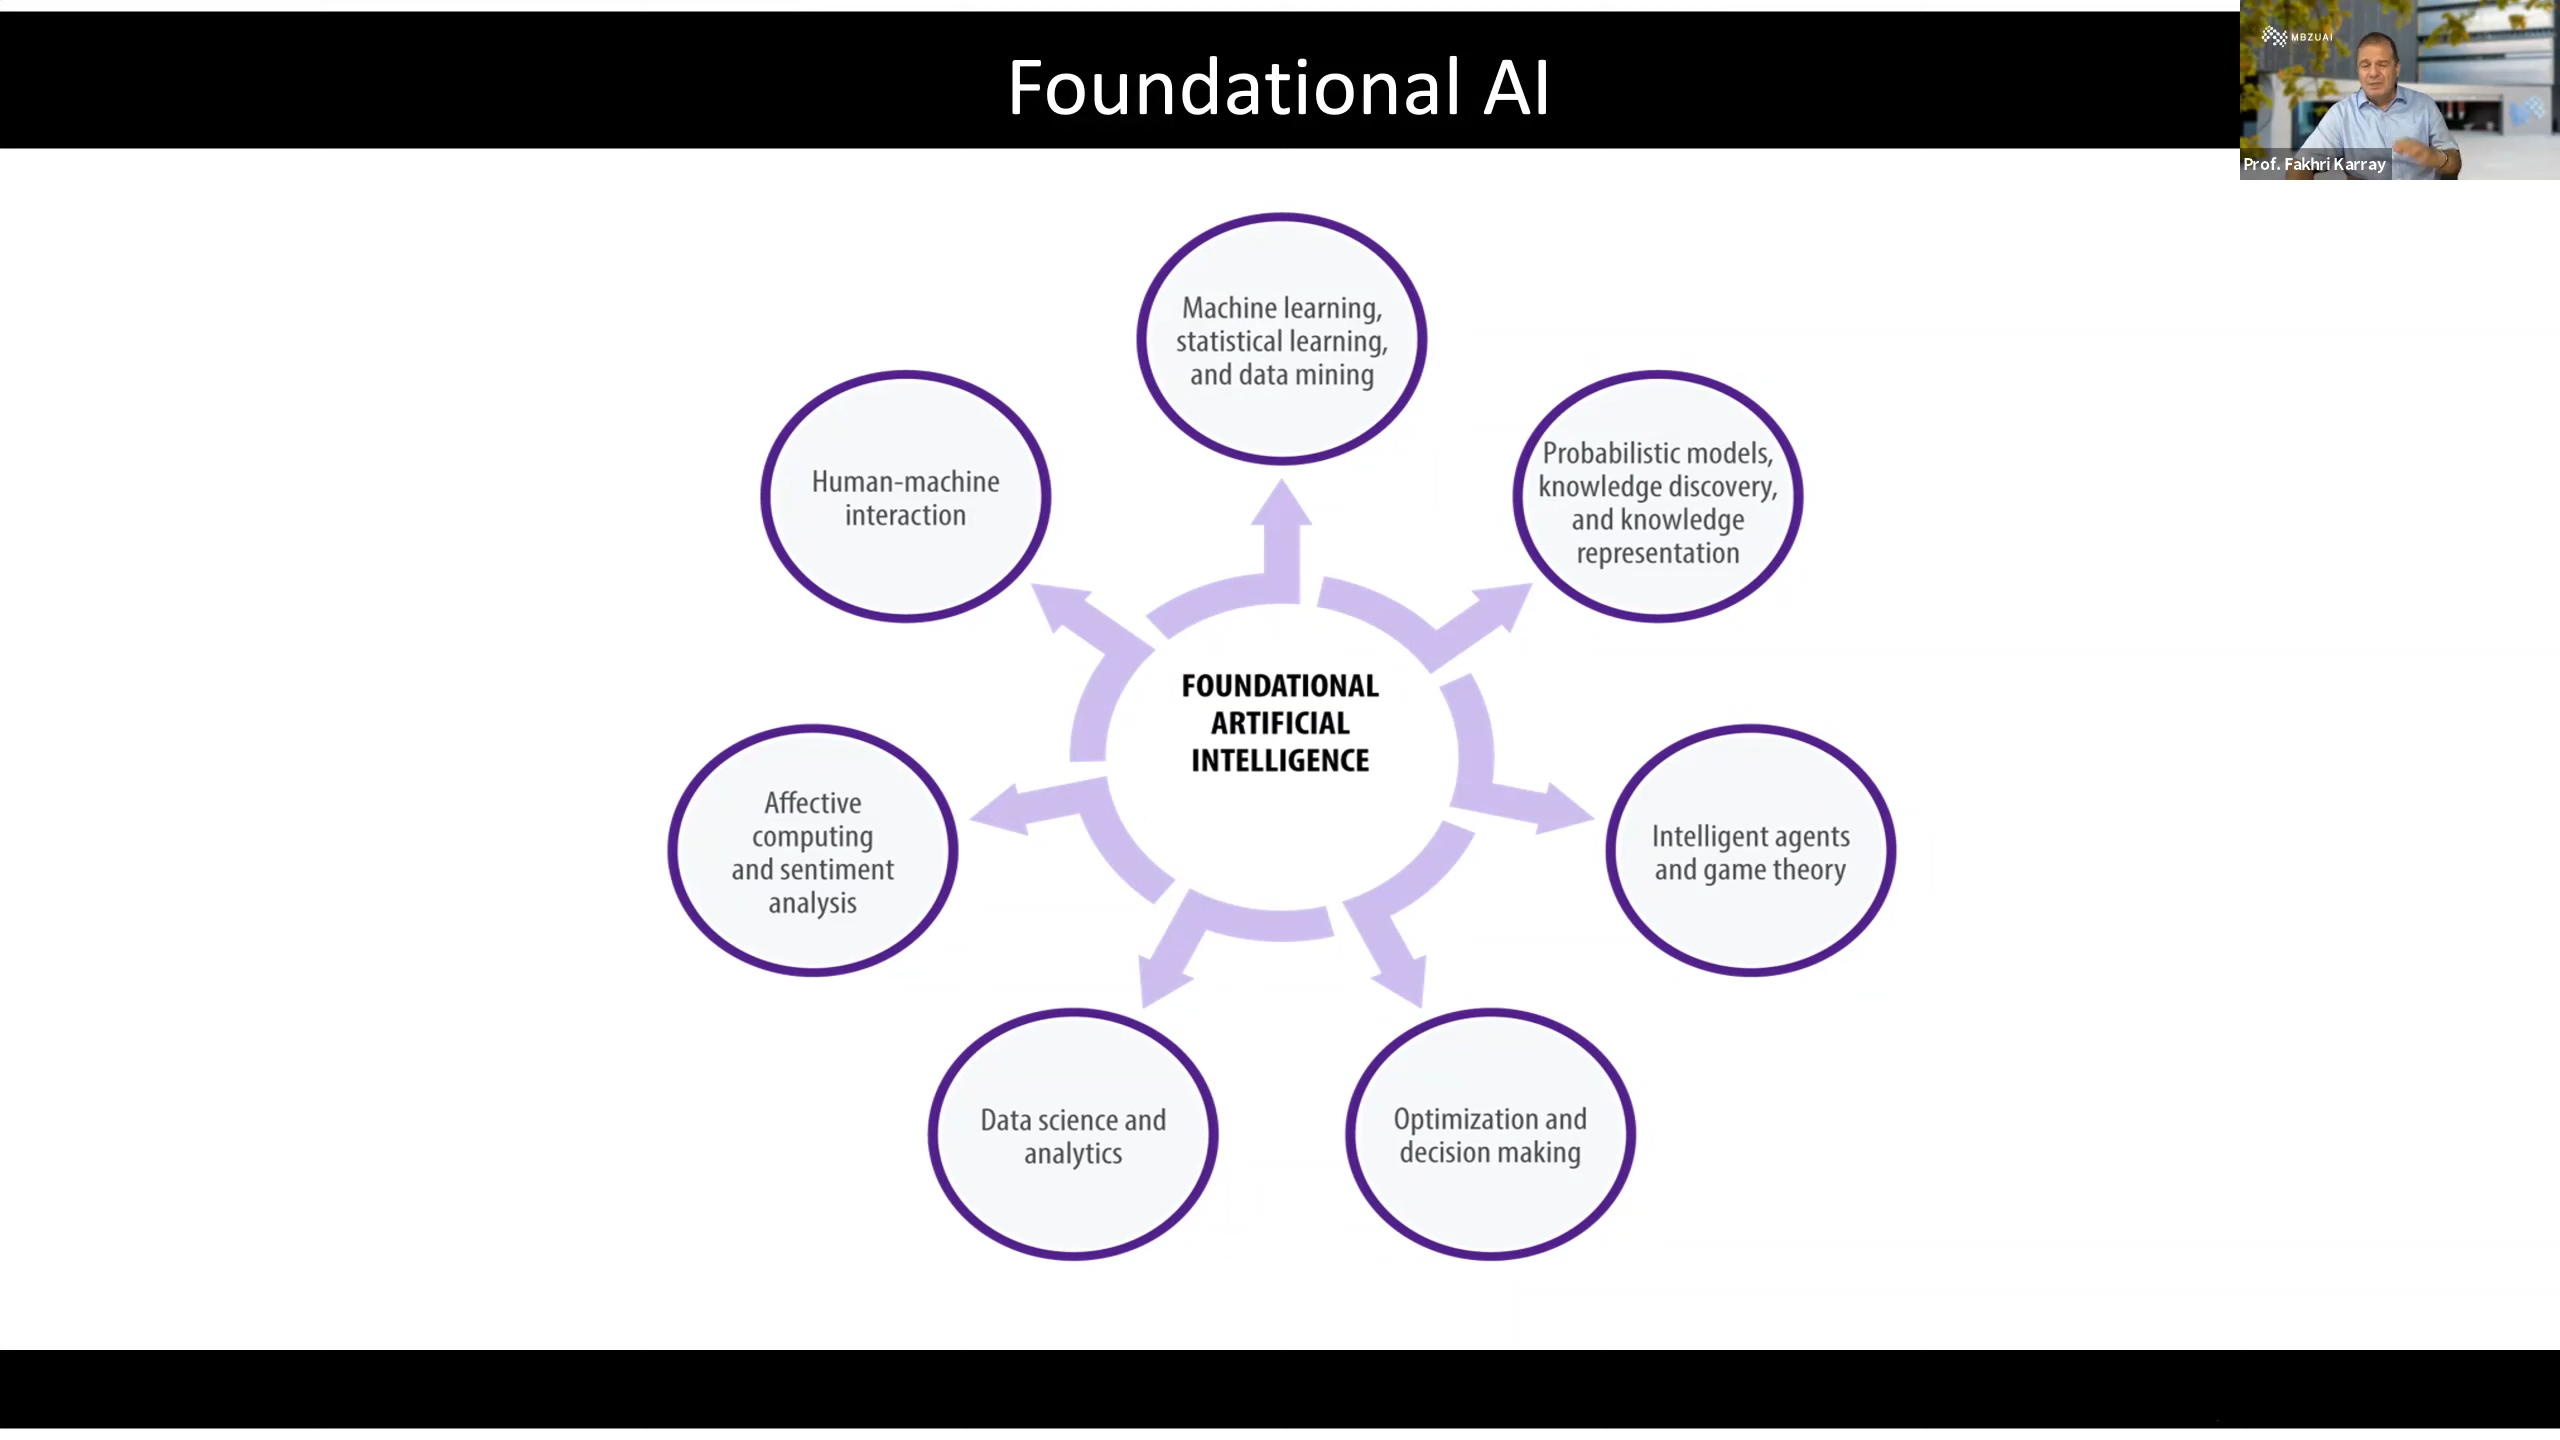 Foundational AI
MBZUAI
Prof. Fakhri Karray
Machine learning,
statistical learning,
and data mining
Probabilistic models,
knowledge discovery,
and knowledge
representation
Intelligent agents
and game theory
Optimization and
decision making
Data science and
analytics
Affective
computing
and sentiment
analysis
Human-machine
interaction
FOUNDATIONAL
ARTIFICIAL
INTELLIGENCE